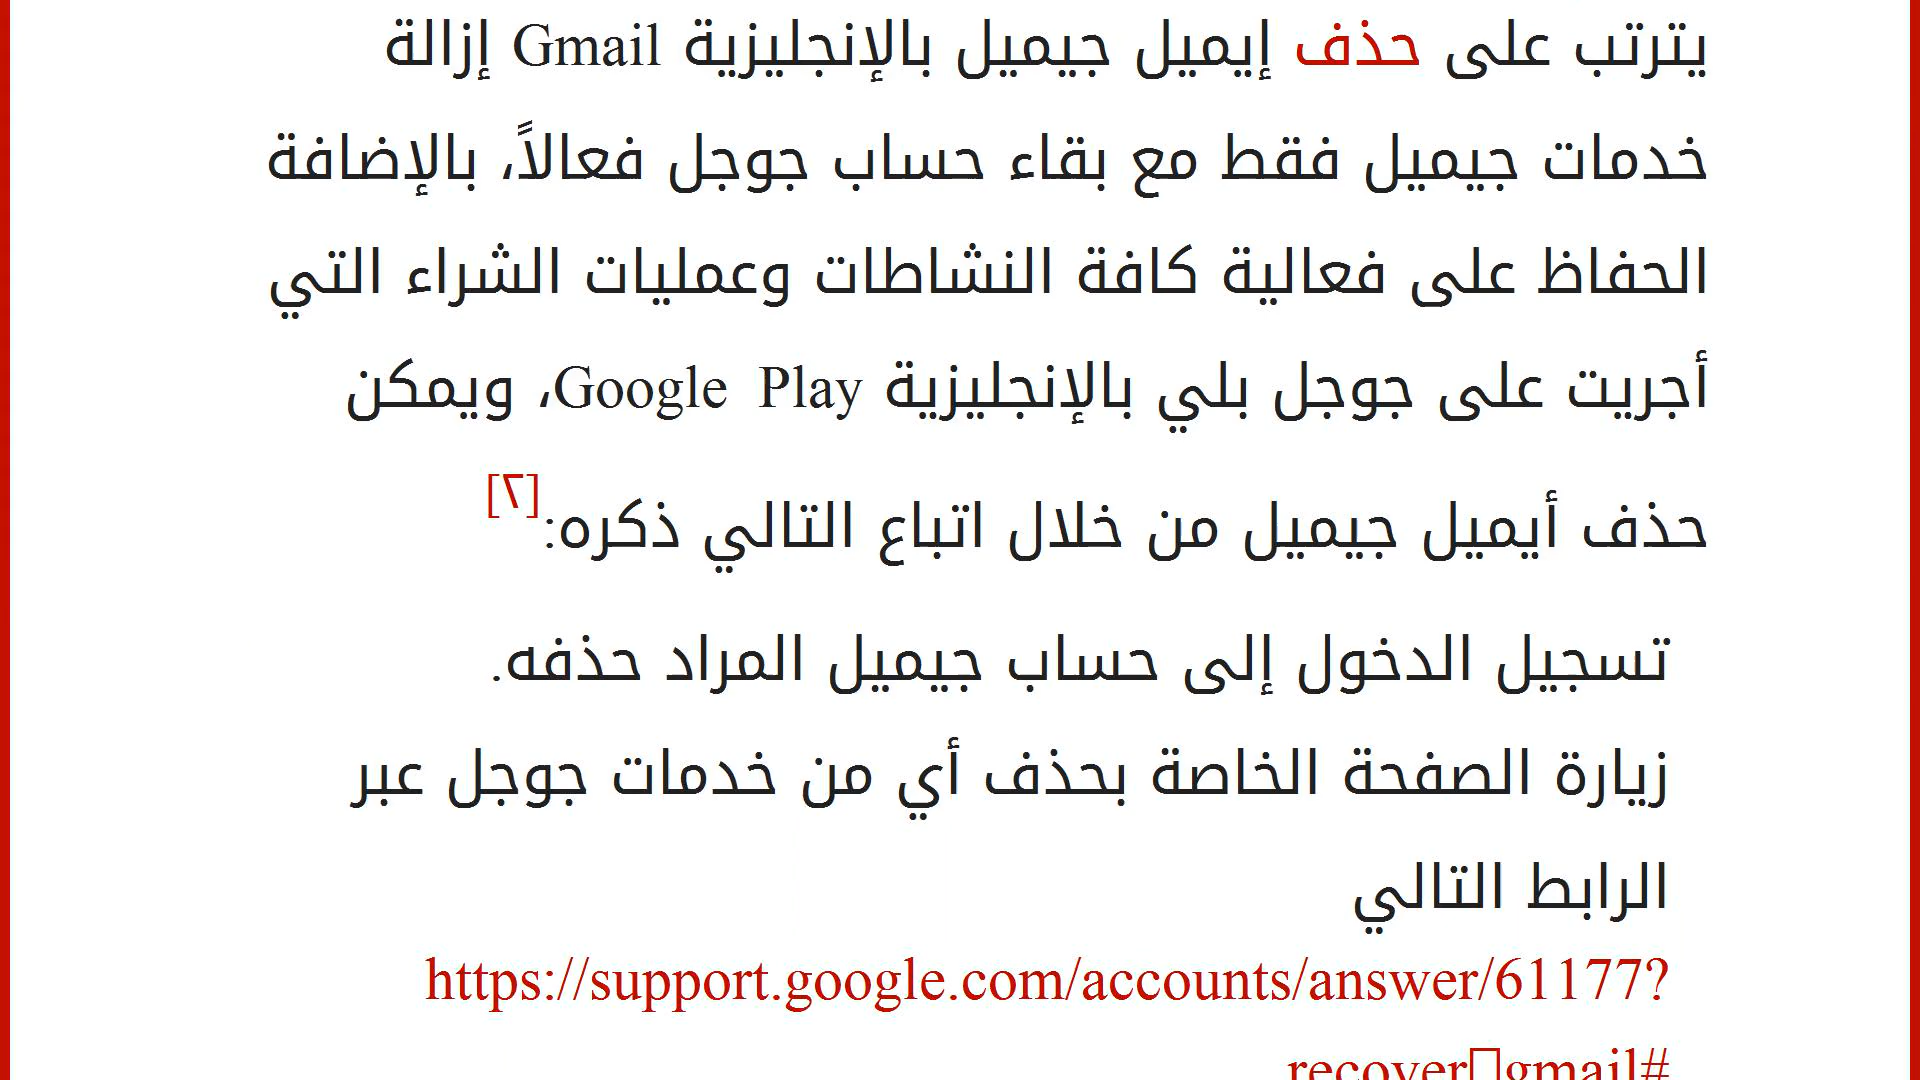 يترتب على حذف إيميل جيميل بالإنجليزية Gmail إزالة
خدمات جيميل فقط مع بقاء حساب جوجل فعالاً، بالإضافة
الحفاظ على فعالية كافة النشاطات وعمليات الشراء التي
أجريت على جوجل بلي بالإنجليزية Google Play، ويمكن
حذف أيميل جيميل من خلال اتباع التالي ذكره:[٢]
تسجيل الدخول إلى حساب جيميل المراد حذفه.
زيارة الصفحة الخاصة بحذف أي من خدمات جوجل عبر
الرابط التالي
https://support.google.com/accounts/answer/61177?
recover▯gmail#